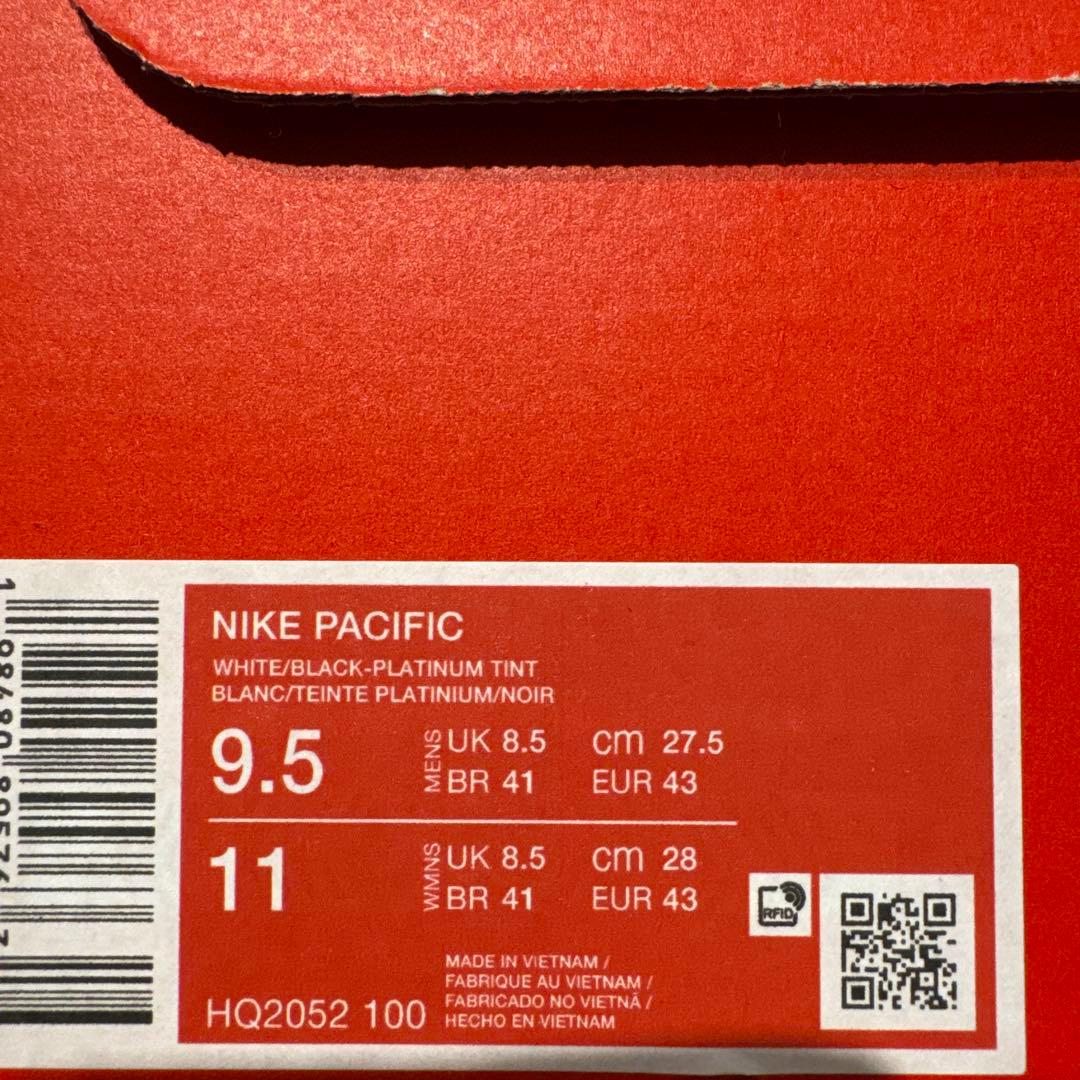 NIKE PACIFIC
WHITE/BLACK-PLATINUM TINT
BLANC/TEINTE PLATINIUM/NOIR
9.5 MENS UK 8.5 cm 27.5
BR 41 EUR 43
11 WMNS UK 8.5 cm 28
BR 41 EUR 43
RFID
MADE IN VIETNAM /
FABRIQUE AU VIETNAM /
FABRICADO NO VIETNÃ /
HECHO EN VIETNAM
HQ2052 100